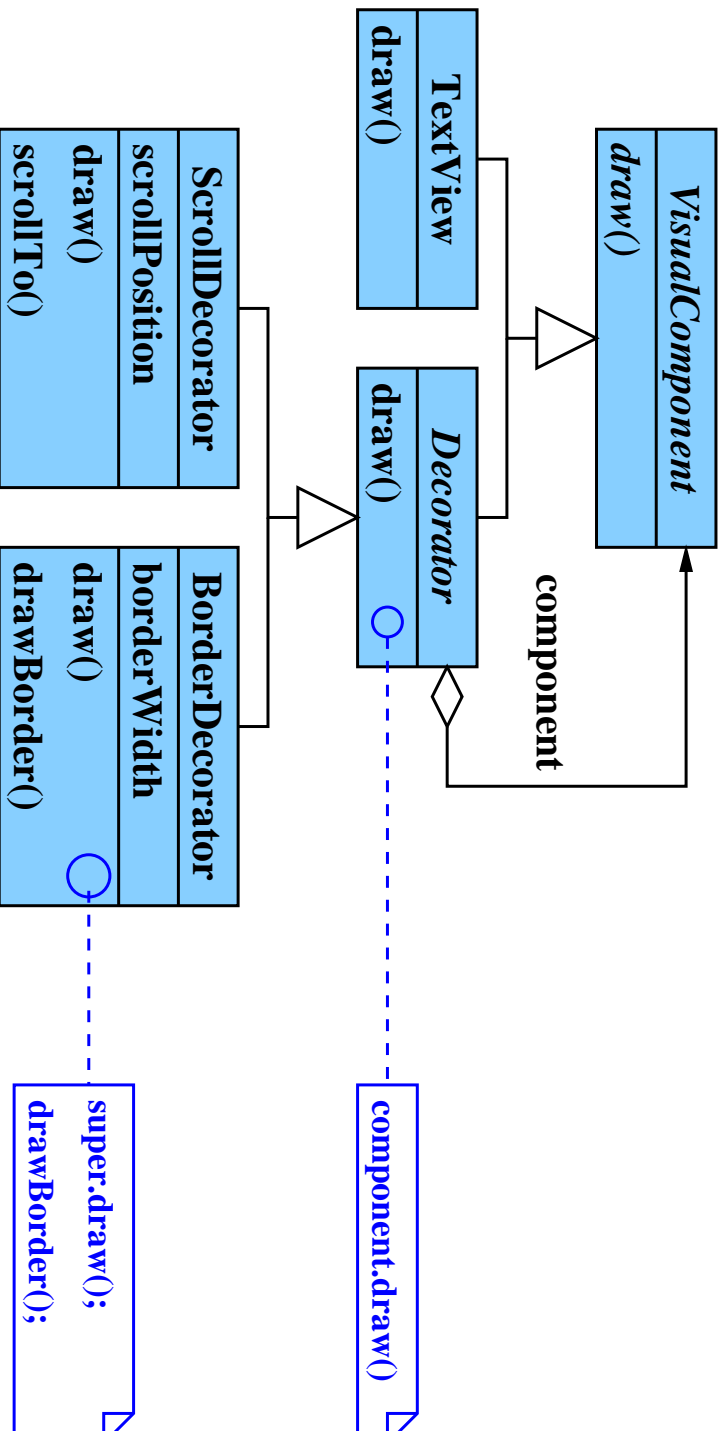 VisualComponent
draw()
component
TextView
draw()
Decorator
draw()
component.draw()
ScrollDecorator
scrollPosition
draw()
scrollTo()
BorderDecorator
borderWidth
draw()
drawBorder()
super.draw();
drawBorder();